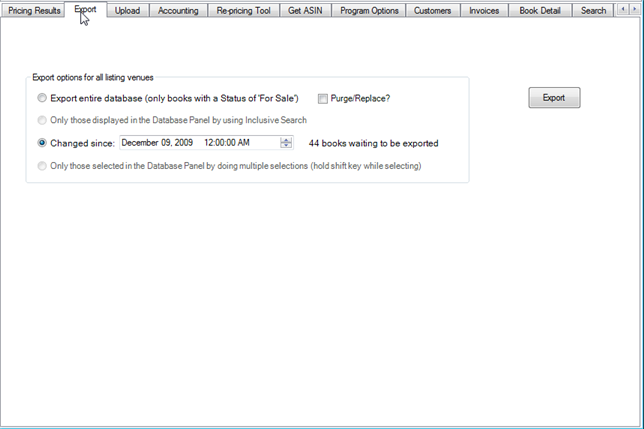 Pricing Results Export Upload Accounting Re-pricing Tool Get ASIN Program Options Customers Invoices Book Detail Search
Export options for all listing venues
Export entire database (only books with a Status of 'For Sale') Purge/Replace? Export
Only those displayed in the Database Panel by using Inclusive Search
Changed since: December 09, 2009 12:00:00 AM 44 books waiting to be exported
Only those selected in the Database Panel by doing multiple selections (hold shift key while selecting)